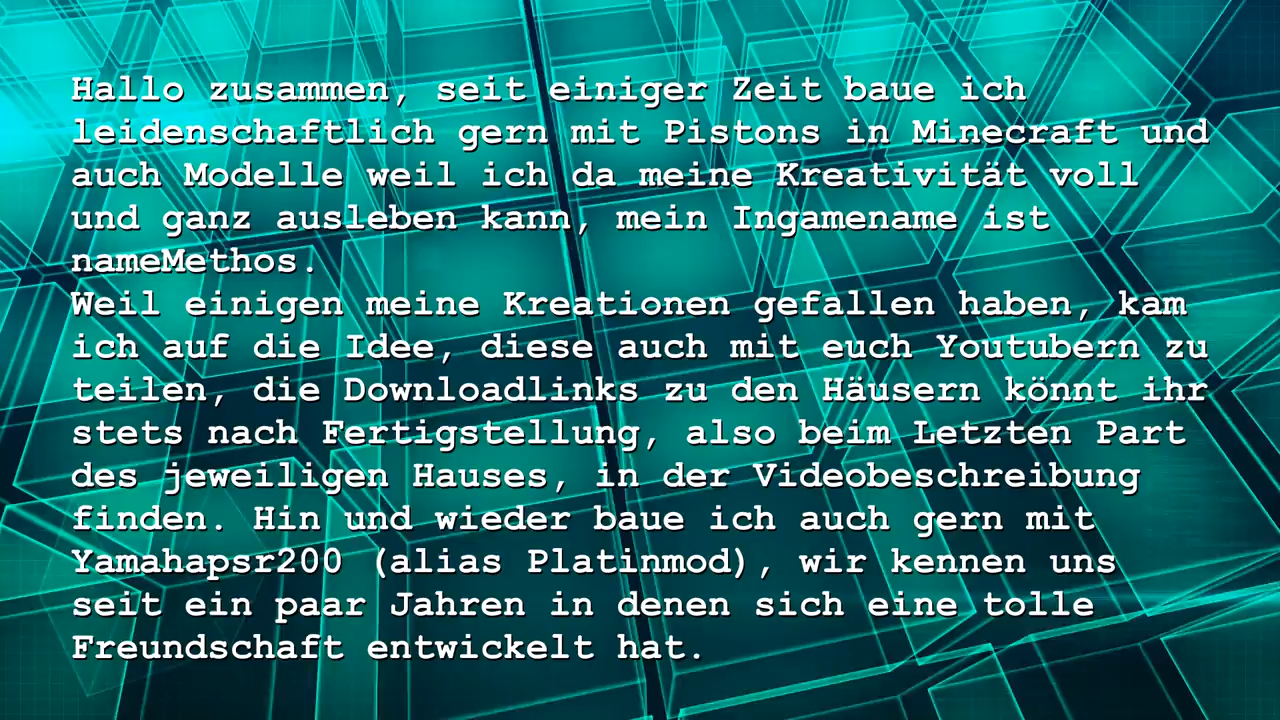 Hallo zusammen, seit einiger Zeit baue ich
leidenschaftlich gern mit Pistons in Minecraft und
auch Modelle weil ich da meine Kreativität voll
und ganz ausleben kann, mein Ingamename ist
nameMethos.
Weil einigen meine Kreationen gefallen haben, kam
ich auf die Idee, diese auch mit euch Youtubern zu
teilen, die Downloadlinks zu den Häusern könnt ihr
stets nach Fertigstellung, also beim Letzten Part
des jeweiligen Hauses, in der Videobeschreibung
finden. Hin und wieder baue ich auch gern mit
Yamahapsr200 (alias Platinmod), wir kennen uns
seit ein paar Jahren in denen sich eine tolle
Freundschaft entwickelt hat.